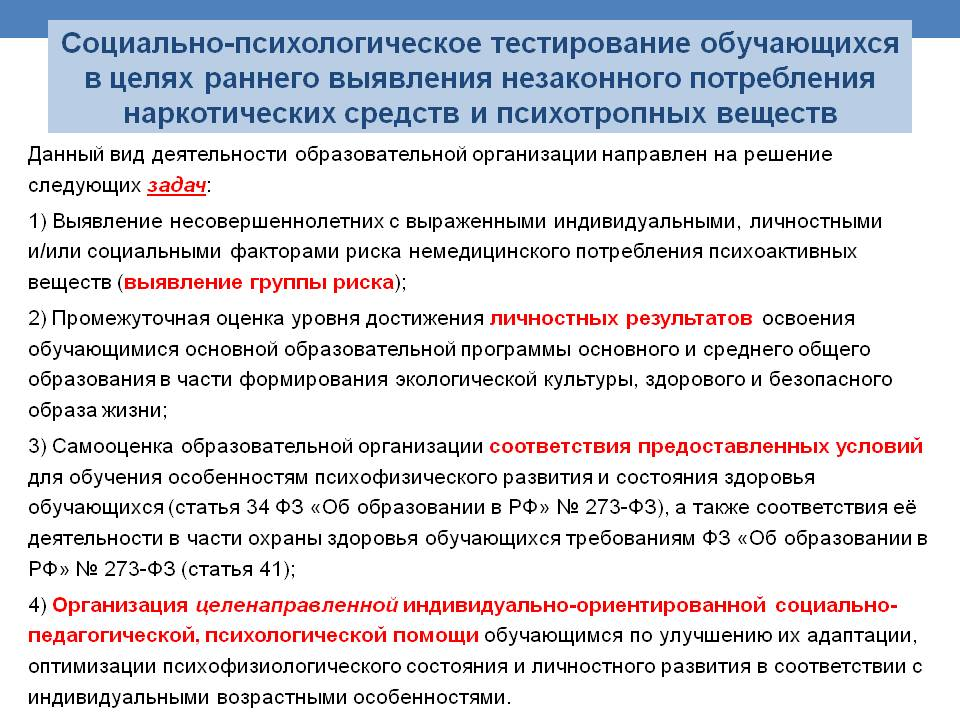 Социально-психологическое тестирование обучающихся
в целях раннего выявления незаконного потребления
наркотических средств и психотропных веществ
Данный вид деятельности образовательной организации направлен на решение
следующих задач:
1) Выявление несовершеннолетних с выраженными индивидуальными, личностными
и/или социальными факторами риска немедицинского потребления психоактивных
веществ (выявление группы риска);
2) Промежуточная оценка уровня достижения личностных результатов освоения
обучающимися основной образовательной программы основного и среднего общего
образования в части формирования экологической культуры, здорового и безопасного
образа жизни;
3) Самооценка образовательной организации соответствия предоставленных условий
для обучения особенностям психофизического развития и состояния здоровья
обучающихся (статья 34 ФЗ «Об образовании в РФ» № 273-ФЗ), а также соответствия её
деятельности в части охраны здоровья обучающихся требованиям ФЗ «Об образовании в
РФ» № 273-ФЗ (статья 41);
4) Организация целенаправленной индивидуально-ориентированной социально-
педагогической, психологической помощи обучающимся по улучшению их адаптации,
оптимизации психофизиологического состояния и личностного развития в соответствии с
индивидуальными возрастными особенностями.